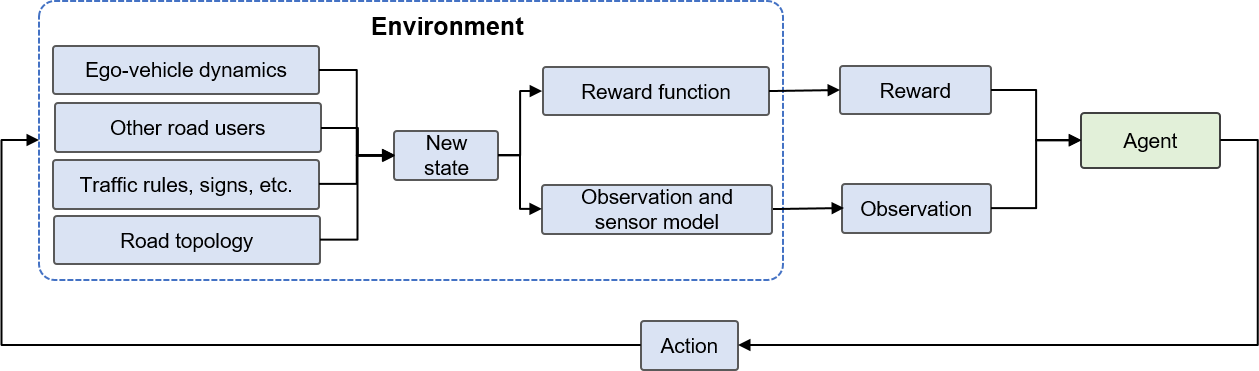 Environment
Ego-vehicle dynamics
Other road users
Traffic rules, signs, etc.
Road topology
New
state
Reward function
Observation and
sensor model
Reward
Observation
Agent
Action